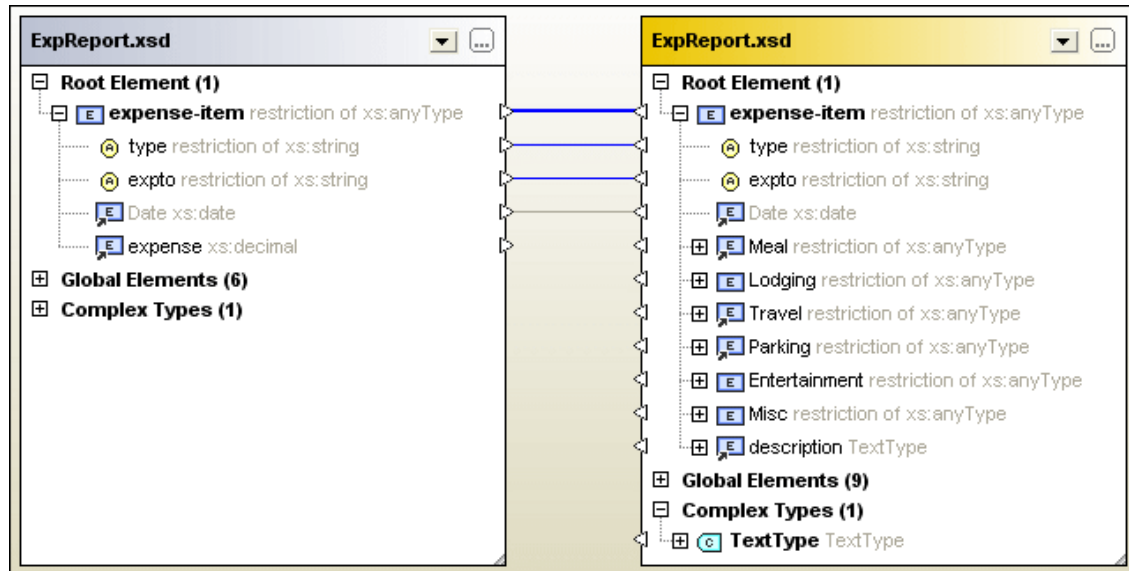 ExpReport.xsd
Root Element (1)
E expense-item restriction of xs:anyType
A type restriction of xs:string
A expto restriction of xs:string
E Date xs:date
E expense xs:decimal
Global Elements (6)
Complex Types (1)
ExpReport.xsd
Root Element (1)
E expense-item restriction of xs:anyType
A type restriction of xs:string
A expto restriction of xs:string
E Date xs:date
E Meal restriction of xs:anyType
E Lodging restriction of xs:anyType
E Travel restriction of xs:anyType
E Parking restriction of xs:anyType
E Entertainment restriction of xs:anyType
E Misc restriction of xs:anyType
E description TextType
Global Elements (9)
Complex Types (1)
C TextType TextType